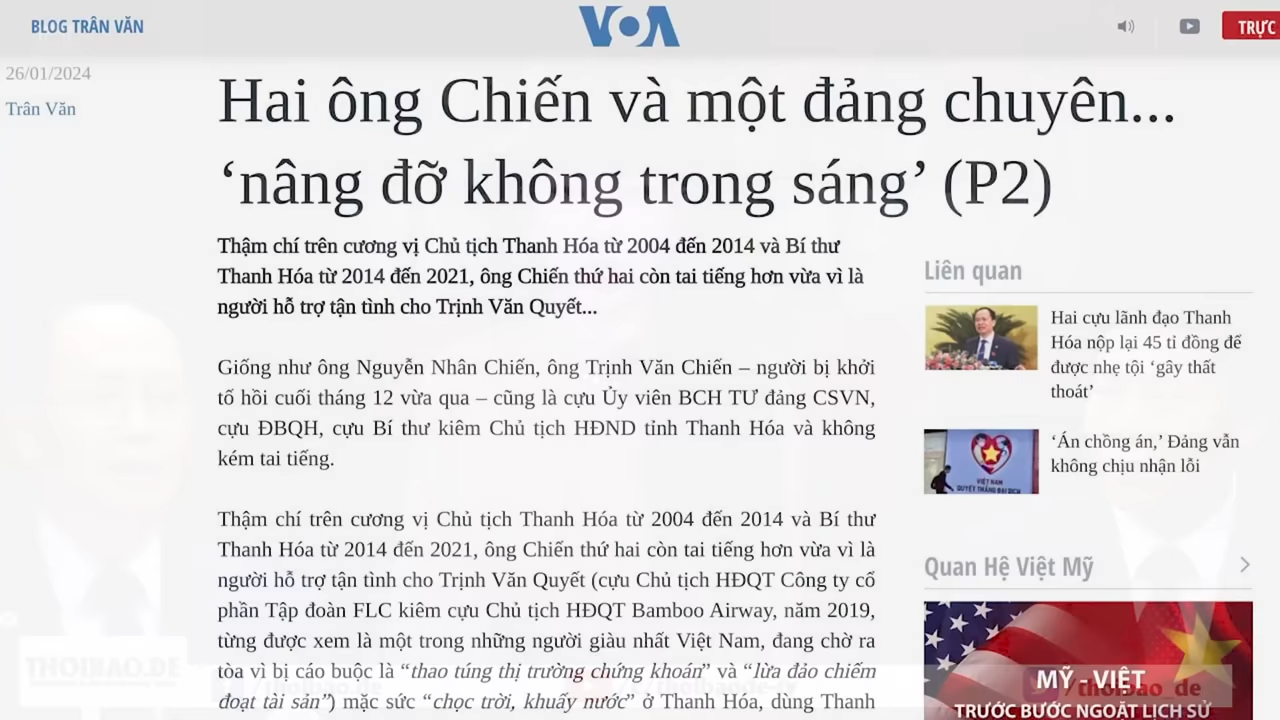 BLOG TRÂN VĂN
VOA
TRỰC
26/01/2024
Trân Văn
Hai ông Chiến và một đảng chuyên...
‘nâng đỡ không trong sáng’ (P2)
Thậm chí trên cương vị Chủ tịch Thanh Hóa từ 2004 đến 2014 và Bí thư
Thanh Hóa từ 2014 đến 2021, ông Chiến thứ hai còn tai tiếng hơn vừa vì là
người hỗ trợ tận tình cho Trịnh Văn Quyết...
Giống như ông Nguyễn Nhân Chiến, ông Trịnh Văn Chiến – người bị khởi
tố hồi cuối tháng 12 vừa qua – cũng là cựu Ủy viên BCH TƯ đảng CSVN,
cựu ĐBQH, cựu Bí thư kiêm Chủ tịch HĐND tỉnh Thanh Hóa và không
kém tai tiếng.
Thậm chí trên cương vị Chủ tịch Thanh Hóa từ 2004 đến 2014 và Bí thư
Thanh Hóa từ 2014 đến 2021, ông Chiến thứ hai còn tai tiếng hơn vừa vì là
người hỗ trợ tận tình cho Trịnh Văn Quyết (cựu Chủ tịch HĐQT Công ty cổ
phần Tập đoàn FLC kiêm cựu Chủ tịch HĐQT Bamboo Airway, năm 2019,
từng được xem là một trong những người giàu nhất Việt Nam, đang chờ ra
tòa vì bị cáo buộc là “thao túng thị trường chứng khoán” và “lừa đảo chiếm
đoạt tài sản”) mặc sức “chọc trời, khuấy nước” ở Thanh Hóa, dùng Thanh
Liên quan
Hai cựu lãnh đạo Thanh
Hóa nộp lại 45 tỉ đồng để
được nhẹ tội ‘gây thất
thoát’
VIỆT NAM
QUYẾT THẮNG ĐẠI DỊCH
‘Án chồng án,’ Đảng vẫn
không chịu nhận lỗi
Quan Hệ Việt Mỹ
MỸ - VIỆT
TRƯỚC BƯỚC NGOẶT LỊCH SỬ
THOIBAO.DE
/thoibao_de